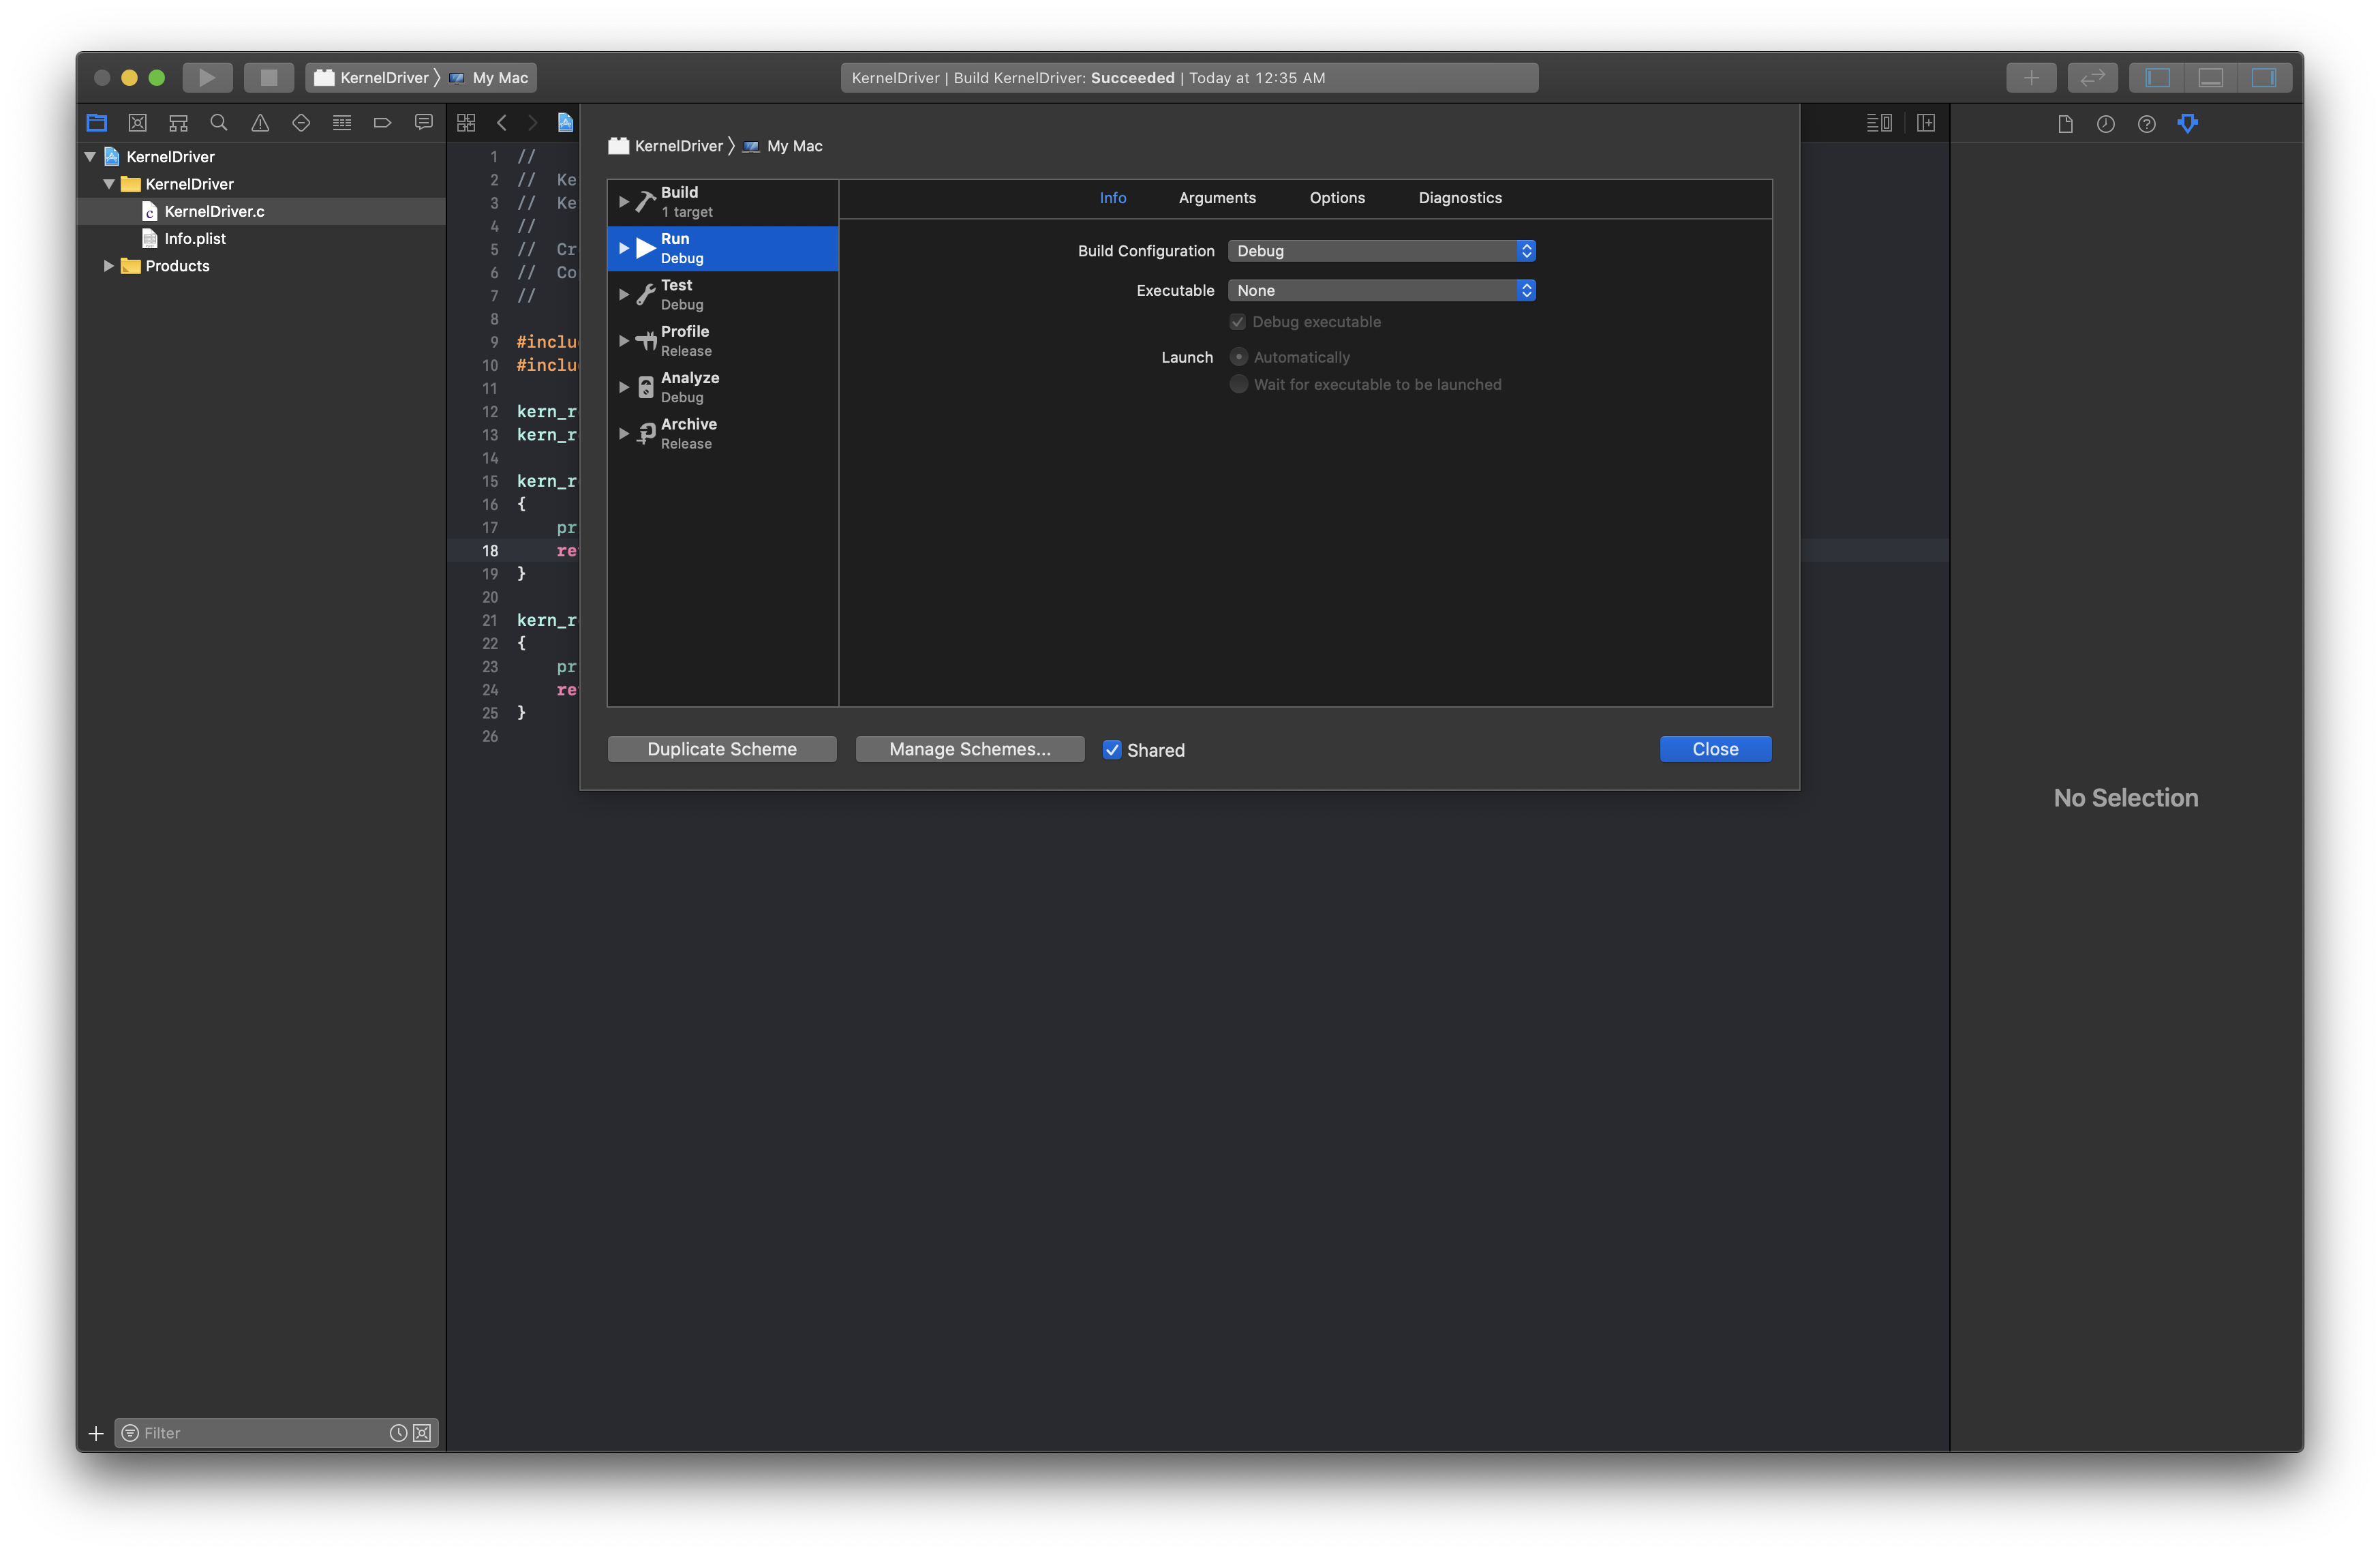 KernelDriver 〉 My Mac
KernelDriver | Build KernelDriver: Succeeded | Today at 12:35 AM
KernelDriver
KernelDriver
KernelDriver.c
Info.plist
Products
Filter
1 //
2 // Ke
3 // Ke
4 //
5 // Cr
6 // Co
7 //
8
9 #inclu
10 #inclu
11
12 kern_r
13 kern_r
14
15 kern_r
16 {
17 pr
18 re
19 }
20
21 kern_r
22 {
23 pr
24 re
25 }
26
KernelDriver 〉 My Mac
Build
1 target
Run
Debug
Test
Debug
Profile
Release
Analyze
Debug
Archive
Release
Info Arguments Options Diagnostics
Build Configuration Debug
Executable None
Debug executable
Launch Automatically
Wait for executable to be launched
Duplicate Scheme Manage Schemes... Shared Close
No Selection